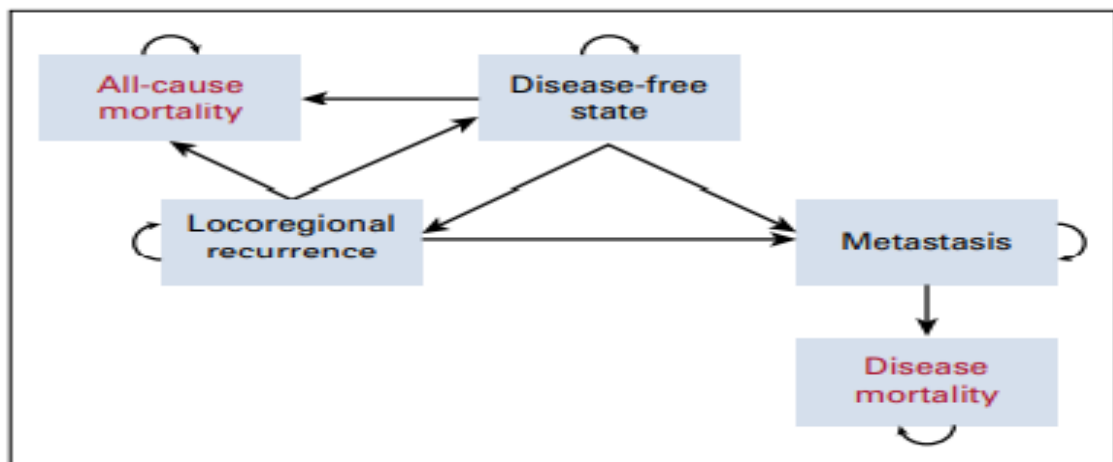 All-cause
mortality
Disease-free
state
Locoregional
recurrence
Metastasis
Disease
mortality